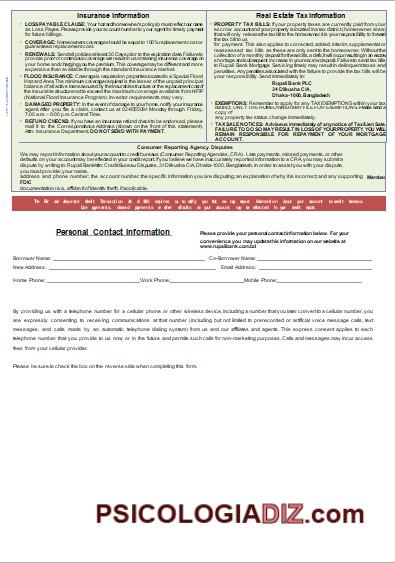 Insurance Information
LOSS PAYABLE CLAUSE: Your hazard/homeowners policy(s) must reflect our name
as Loss Payee. Please provide your account number to your agent for timely payment
for future billings.
COVERAGE: Homeowners coverage should be equal to 100% replacement cost or
guaranteed replacement cost.
RENEWALS: Send all policies at least 30 Days prior to the expiration date. Failure to
provide proof of continuous coverage will result in us obtaining insurance coverage on
your home and charging you the premium. This coverage may be different and more
expensive than available through the standard insurance market.
FLOOD INSURANCE: Coverage is required on properties located in a Special Flood
Hazard Area. The minimum coverage required is the lesser of the unpaid principal
balance of all active loans secured by the insurable structure or the replacement cost of
the insurable structure not to exceed the maximum coverage available from NFIP
(National Flood Insurance Program).
DAMAGED PROPERTY: In the event of damage to your home, notify your insurance
agent. After you file a claim, contact us at
Monday through Friday,
7:00 a.m. – 6:00 p.m. Central Time.
REFUND CHECKS: If you have an insurance refund check to be endorsed, please
mail it to the Correspondence Address shown on the front of this statement,
Attn: Insurance Department. DO NOT SEND WITH PAYMENT.
Real Estate Tax Information
PROPERTY TAX BILLS: If your property taxes are currently paid from your
escrow account and your property is located in a tax district (homeowner area)
that will only release the tax bill to the homeowner, it is your responsibility to forward
the tax bill to us
for payment. This also applies to corrected, added, interim, supplemental or
reassessed tax bills as these are only sent to the homeowner. Without the
collection of a monthly deposit for these bills, a deficit will occur resulting in an escrow
shortage and subsequent increase in your escrow deposit. Failure to send tax bills
to Rupali Bank Mortgage Servicing timely may result in delinquent taxes and
penalties. Any penalties associated with the failure to provide the tax bills will be
your responsibility. Send immediately to:
Rupali Bank PLC
34 Dilkusha C/A,
Dhaka-1000, Bangladesh
EXEMPTIONS: Remember to apply for any TAX EXEMPTIONS within your tax
district. ONLY THE HOMEOWNER CAN FILE FOR EXEMPTION. Please send a
copy of
any property tax status change immediately.
TAX SALE NOTICES: Advise us immediately of any notice of Tax/Lien Sale.
FAILURE TO DO SO MAY RESULT IN LOSS OF YOUR PROPERTY. YOU WILL
REMAIN RESPONSIBLE FOR REPAYMENT OF YOUR MORTGAGE
ACCOUNT.
Consumer Reporting Agency Disputes
We may report information about your account to credit bureaus (Consumer Reporting Agencies, CRA). Late payments, missed payments, or other
defaults on your account may be reflected in your credit report. If you believe we have inaccurately reported information to a CRA, you may submit a
dispute by writing to Rupali Bank Attn: Credit Bureau Disputes, 34 Dilkusha C/A, Dhaka-1000, Bangladesh. In order to assist you with your dispute,
you must provide: your name,
address and phone number; the account number; the specific information you are disputing; an explanation of why it is incorrect; and any supporting Member FDIC
documentation (e.g., affidavit of identity theft), if applicable.
The Fair and Accurate Credit Transactions Act of 2003 requires us to notify you that we may report information about your account to credit bureaus.
Late payments, missed payments or other defaults on your account may be reflected in your credit report.
Personal Contact Information
Please provide your personal contact information below. For your
convenience you may update this information on our website at
www.rupalibank.com.bd
Borrower Name: Co-Borrower Name:
New Address: Email Address:
Home Phone: Work Phone: Mobile Phone:
By providing us with a telephone number for a cellular phone or other wireless device, including a number that you later convert to a cellular number, you
are expressly consenting to receiving communications at that number (including but not limited to prerecorded or artificial voice message calls, text
messages, and calls made by an automatic telephone dialing system) from us and our affiliates and agents. This express consent applies to each
telephone number that you provide to us now or in the future and permits such calls for non-marketing purposes. Calls and messages may incur access
fees from your cellular provider.
Please be sure to check the box on the reverse side when completing this form.
PSICOLOGIADIZ.com